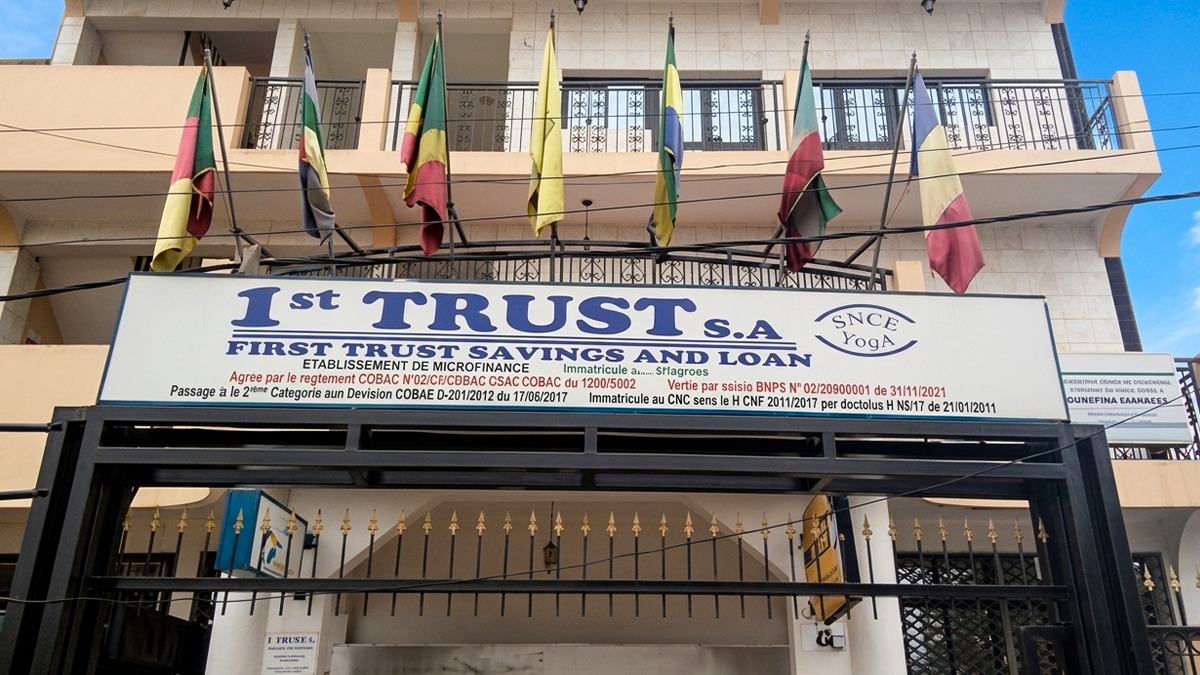 1st TRUST S.A
FIRST TRUST SAVINGS AND LOAN
SNCE
YogA
ETABLISSEMENT DE MICROFINANCE
Immatricule
Agrée par le regtement COBAC N°02/CF/CDBAC CSAC COBAC du 1200/5002 Vertie par ssisio BNPS N° 02/20900001 de 31/11/2021
Passage à le 2ème Categorie aun Devision COBAE D-201/2012 du 17/06/2017 Immatricule au CNC sens le H CNF 2011/2017 per doctolus H NS/17 de 21/01/2011
OUNEFINA EAARAEES
1 TRUSE s.